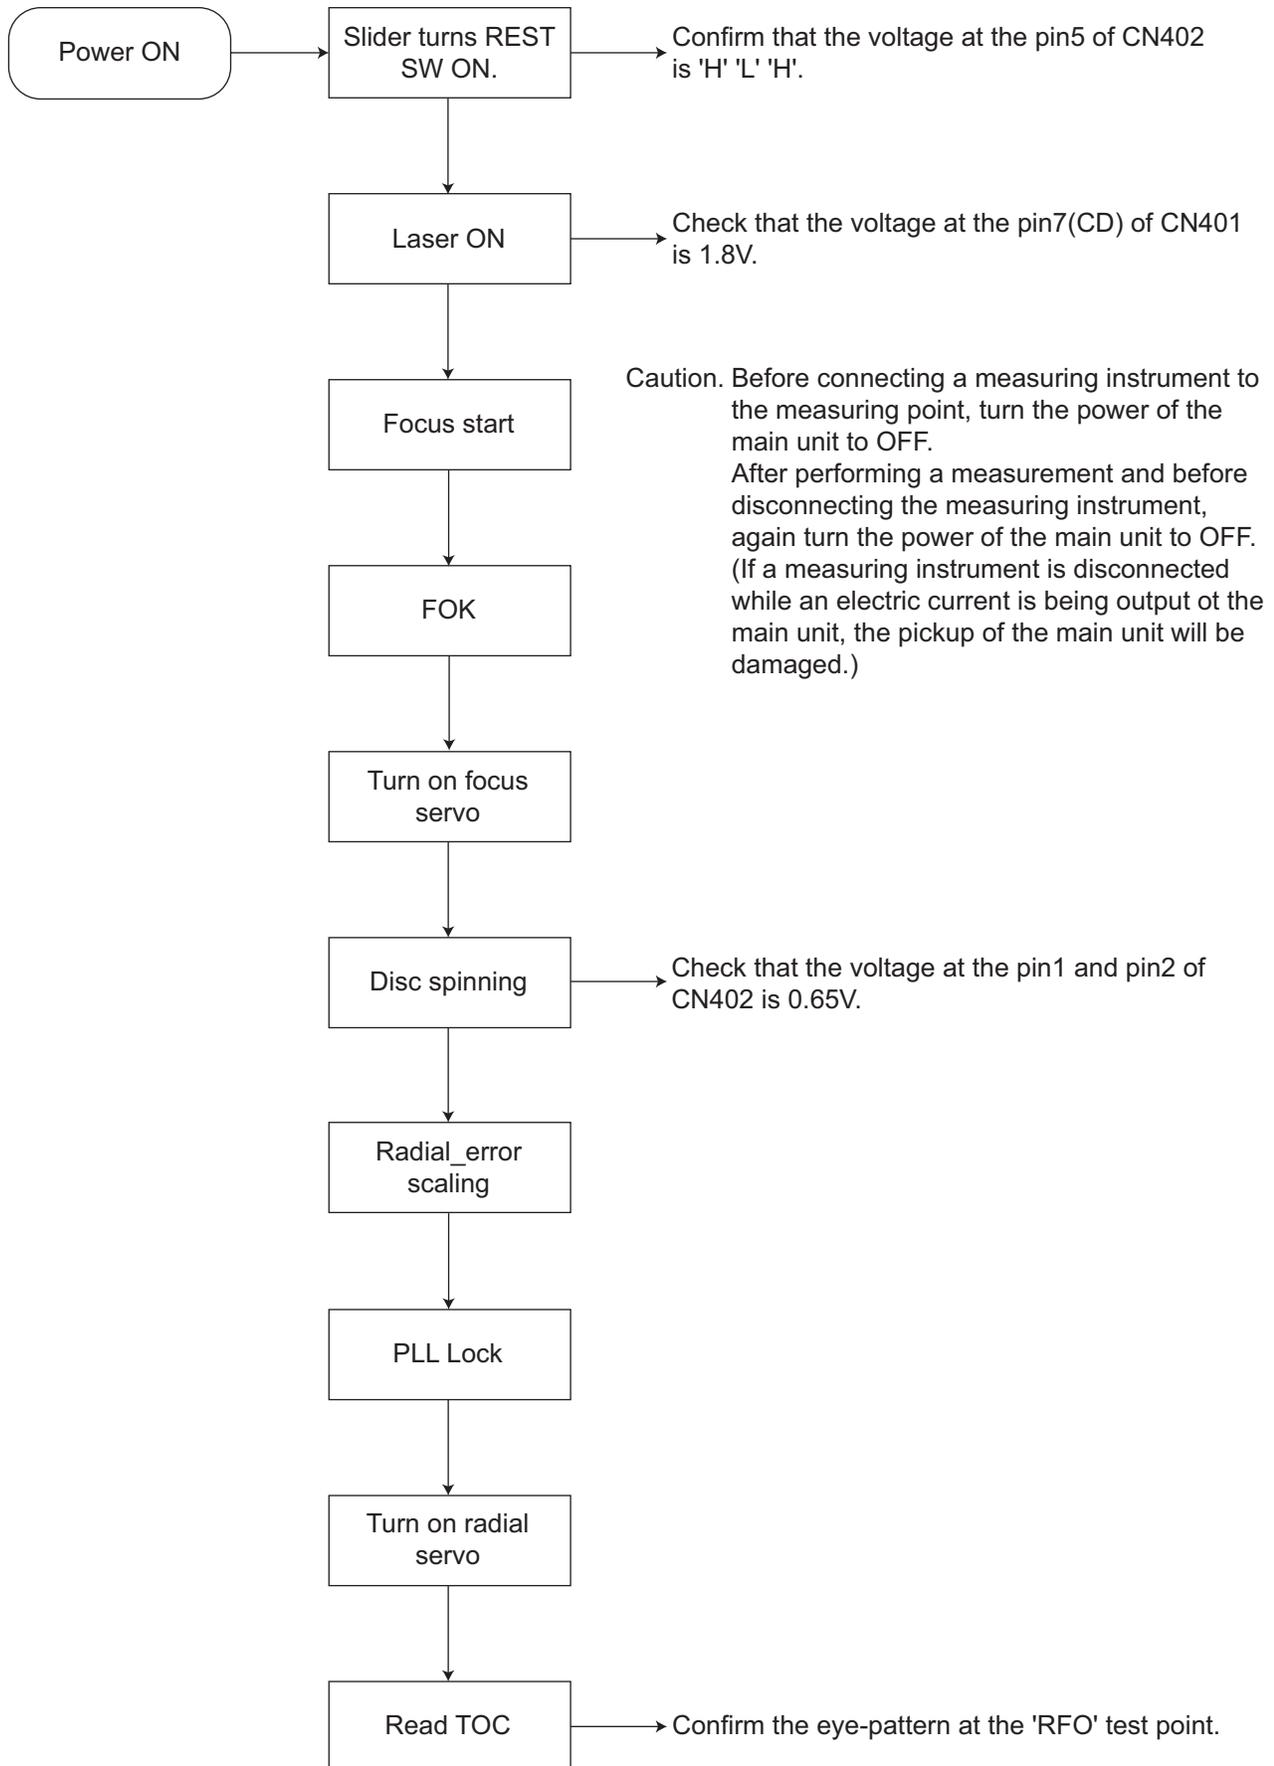 Power ON
Slider turns REST
SW ON.
Confirm that the voltage at the pin5 of CN402
is 'H' 'L' 'H'.
Laser ON
Check that the voltage at the pin7(CD) of CN401
is 1.8V.
Focus start
Caution. Before connecting a measuring instrument to
the measuring point, turn the power of the
main unit to OFF.
After performing a measurement and before
disconnecting the measuring instrument,
again turn the power of the main unit to OFF.
(If a measuring instrument is disconnected
while an electric current is being output ot the
main unit, the pickup of the main unit will be
damaged.)
FOK
Turn on focus
servo
Disc spinning
Check that the voltage at the pin1 and pin2 of
CN402 is 0.65V.
Radial_error
scaling
PLL Lock
Turn on radial
servo
Read TOC
Confirm the eye-pattern at the 'RFO' test point.